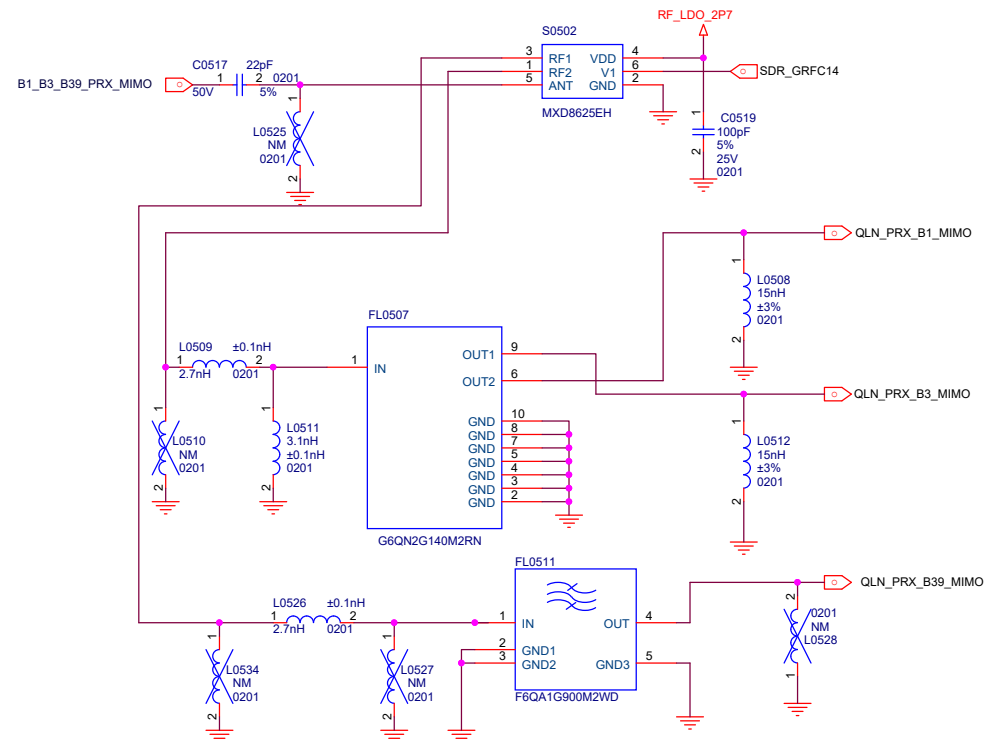 RF_LDO_2P7
S0502
C0517 22pF
B1_B3_B39_PRX_MIMO
1 2 0201
50V 5%
3 RF1 VDD 4
1 RF2 V1 6
5 ANT GND 2
SDR_GRFC14
MXD8625EH
1
L0525
NM
0201
2
1
C0519
100pF
5%
25V
0201
2
QLN_PRX_B1_MIMO
1
L0508
15nH
±3%
0201
2
FL0507
L0509 ±0.1nH
1 2
2.7nH 0201
1 IN
OUT1 9
OUT2 6
GND 10
GND 8
GND 7
GND 5
GND 4
GND 3
GND 2
G6QN2G140M2RN
QLN_PRX_B3_MIMO
1
L0512
15nH
±3%
0201
2
1
L0510
NM
0201
2
1
L0511
3.1nH
±0.1nH
0201
2
FL0511
1 IN OUT 4
2 GND1
3 GND2 GND3 5
F6QA1G900M2WD
QLN_PRX_B39_MIMO
2
0201
NM
L0528
1
L0526 ±0.1nH
1 2
2.7nH 0201
1
L0534
NM
0201
2
1
L0527
NM
0201
2